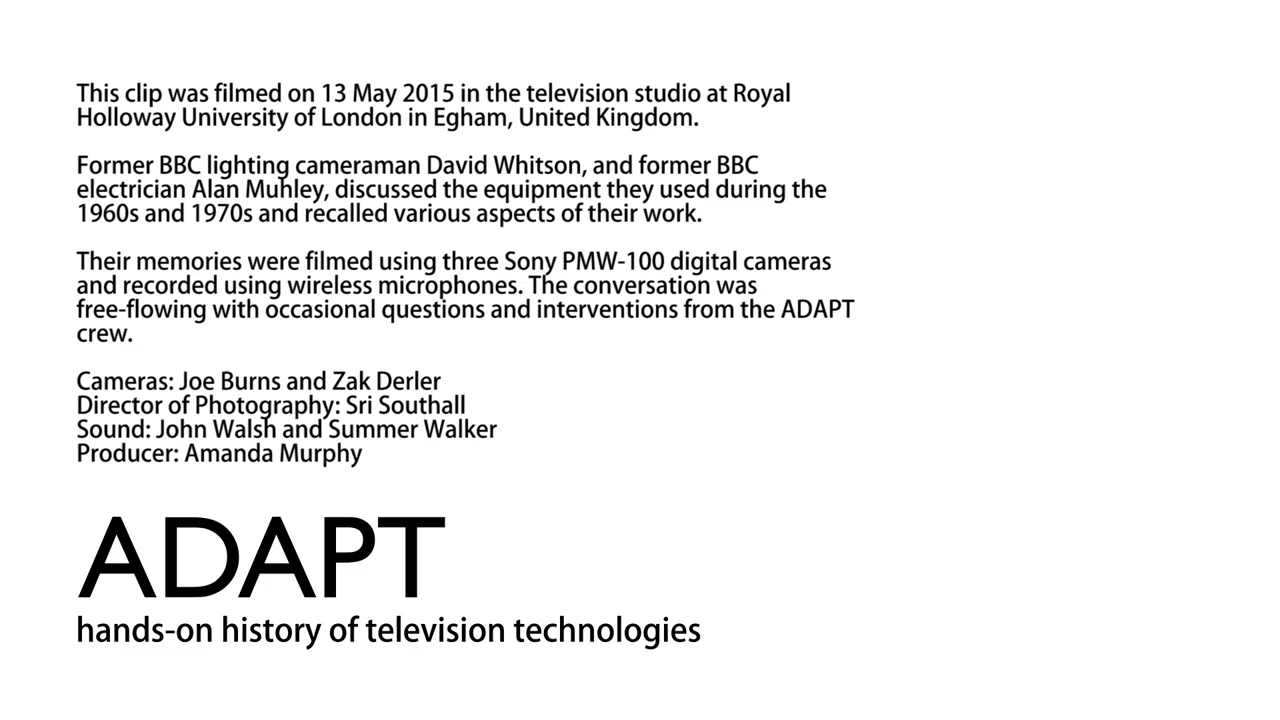 This clip was filmed on 13 May 2015 in the television studio at Royal
Holloway University of London in Egham, United Kingdom.
Former BBC lighting cameraman David Whitson, and former BBC
electrician Alan Muhley, discussed the equipment they used during the
1960s and 1970s and recalled various aspects of their work.
Their memories were filmed using three Sony PMW-100 digital cameras
and recorded using wireless microphones. The conversation was
free-flowing with occasional questions and interventions from the ADAPT
crew.
Cameras: Joe Burns and Zak Derler
Director of Photography: Sri Southall
Sound: John Walsh and Summer Walker
Producer: Amanda Murphy
ADAPT
hands-on history of television technologies